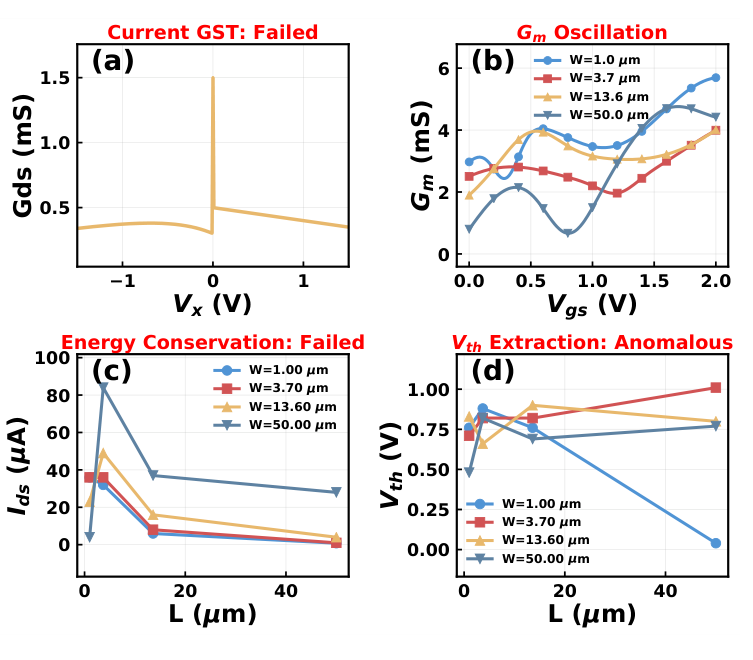 Current GST: Failed
(a)
1.5
1.0
0.5
Gds (mS)
−1
0
1
Vₓ (V)
Gₘ Oscillation
(b)
W=1.0 μm
W=3.7 μm
W=13.6 μm
W=50.0 μm
6
4
2
0
Gₘ (mS)
0.0
0.5
1.0
1.5
2.0
V_gs (V)
Energy Conservation: Failed
(c)
W=1.00 μm
W=3.70 μm
W=13.60 μm
W=50.00 μm
100
80
60
40
20
0
I_ds (μA)
0
20
40
L (μm)
V_th Extraction: Anomalous
(d)
1.00
0.75
0.50
0.25
0.00
V_th (V)
W=1.00 μm
W=3.70 μm
W=13.60 μm
W=50.00 μm
0
20
40
L (μm)